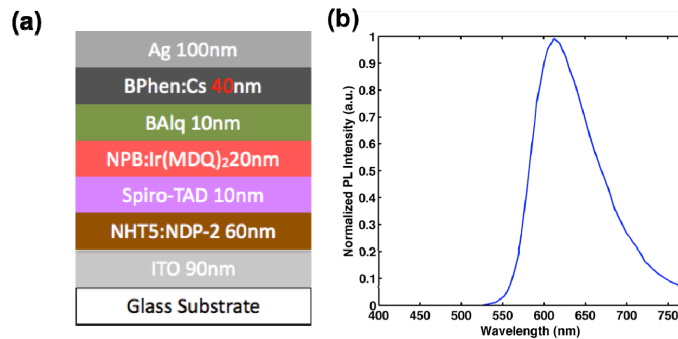 (a)
Ag 100nm
BPhen:Cs 40nm
BAlq 10nm
NPB:Ir(MDQ)₂20nm
Spiro-TAD 10nm
NHT5:NDP-2 60nm
ITO 90nm
Glass Substrate
(b)
Normalized PL Intensity (a.u.)
1
0.9
0.8
0.7
0.6
0.5
0.4
0.3
0.2
0.1
0
400 450 500 550 600 650 700 750
Wavelength (nm)